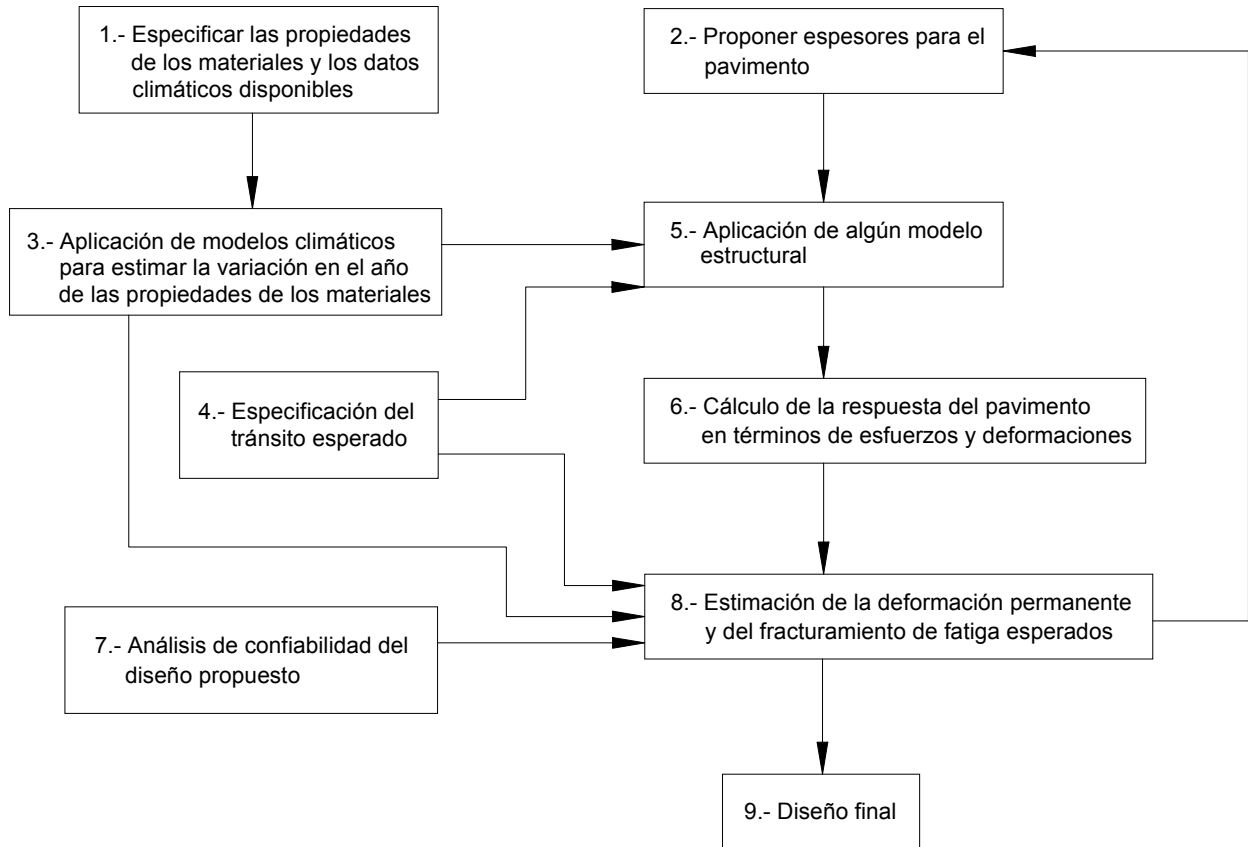 1.- Especificar las propiedades
de los materiales y los datos
climáticos disponibles
2.- Proponer espesores para el
pavimento
3.- Aplicación de modelos climáticos
para estimar la variación en el año
de las propiedades de los materiales
4.- Especificación del
tránsito esperado
5.- Aplicación de algún modelo
estructural
6.- Cálculo de la respuesta del pavimento
en términos de esfuerzos y deformaciones
7.- Análisis de confiabilidad del
diseño propuesto
8.- Estimación de la deformación permanente
y del fracturamiento de fatiga esperados
9.- Diseño final